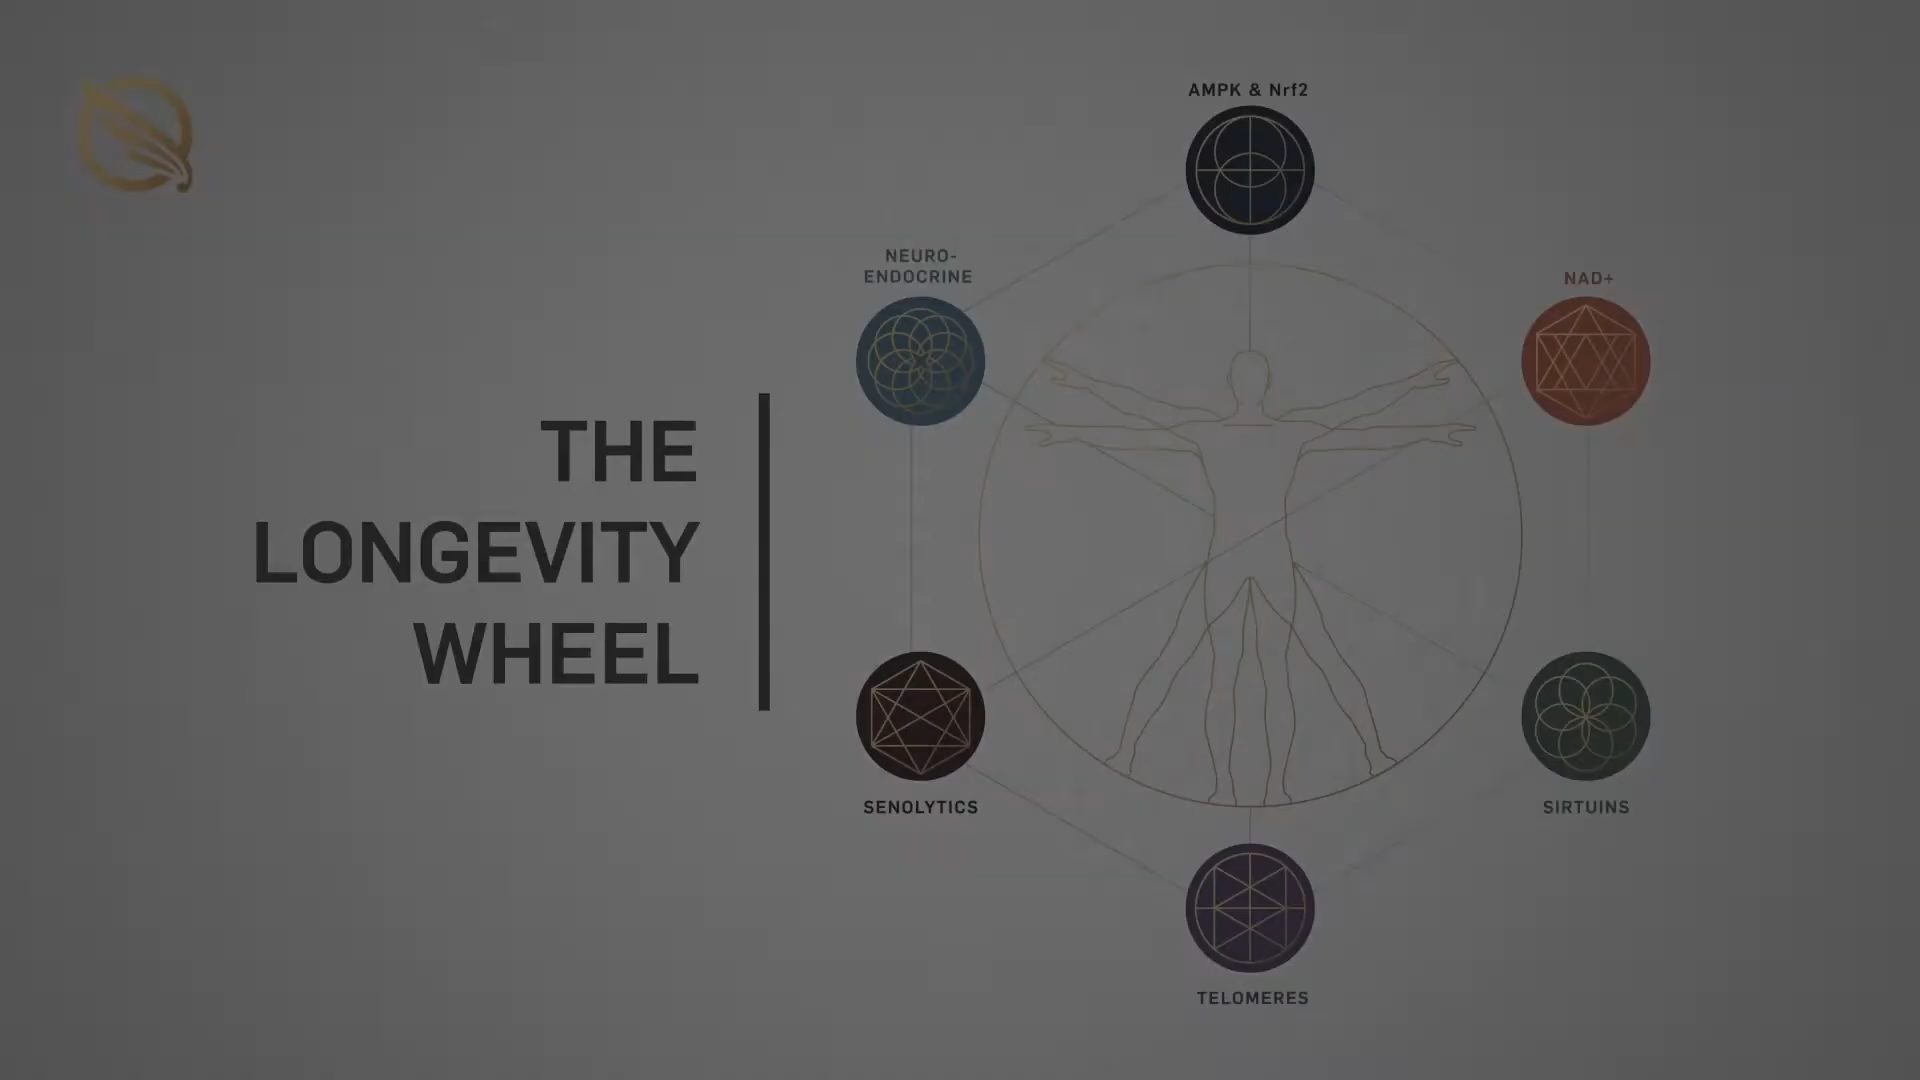 THE
LONGEVITY
WHEEL
AMPK & Nrf2
NEURO-
ENDOCRINE
NAD+
SENOLYTICS
SIRTUINS
TELOMERES